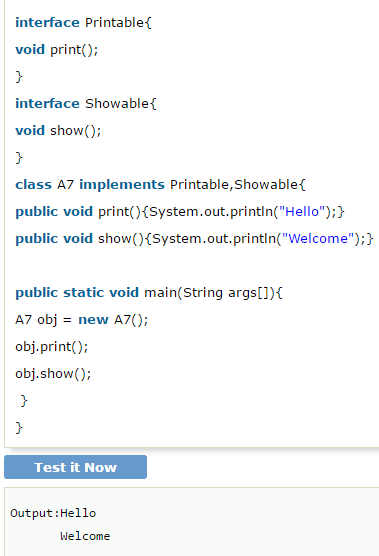 interface Printable{
void print();
}
interface Showable{
void show();
}
class A7 implements Printable,Showable{
public void print(){System.out.println("Hello");}
public void show(){System.out.println("Welcome");}
public static void main(String args[]){
A7 obj = new A7();
obj.print();
obj.show();
}
}
Test it Now
Output:Hello
Welcome